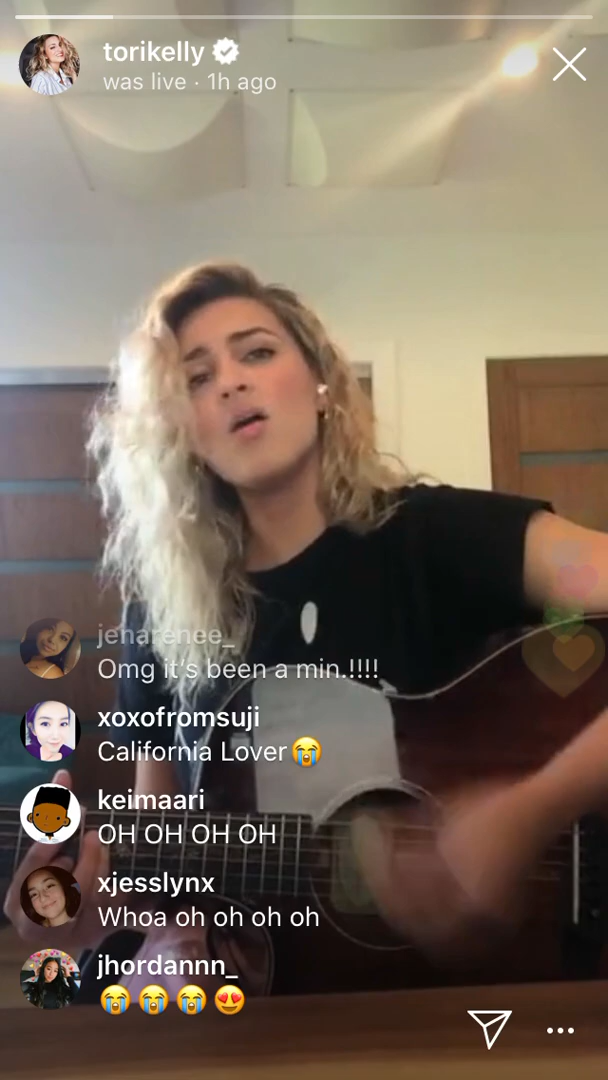 torikelly
was live · 1h ago
jenarenee_
Omg it's been a min.!!!!
xoxofromsuji
California Lover😭
keimaari
OH OH OH OH
xjesslynx
Whoa oh oh oh oh
jhordannn_
😭😭😭😍